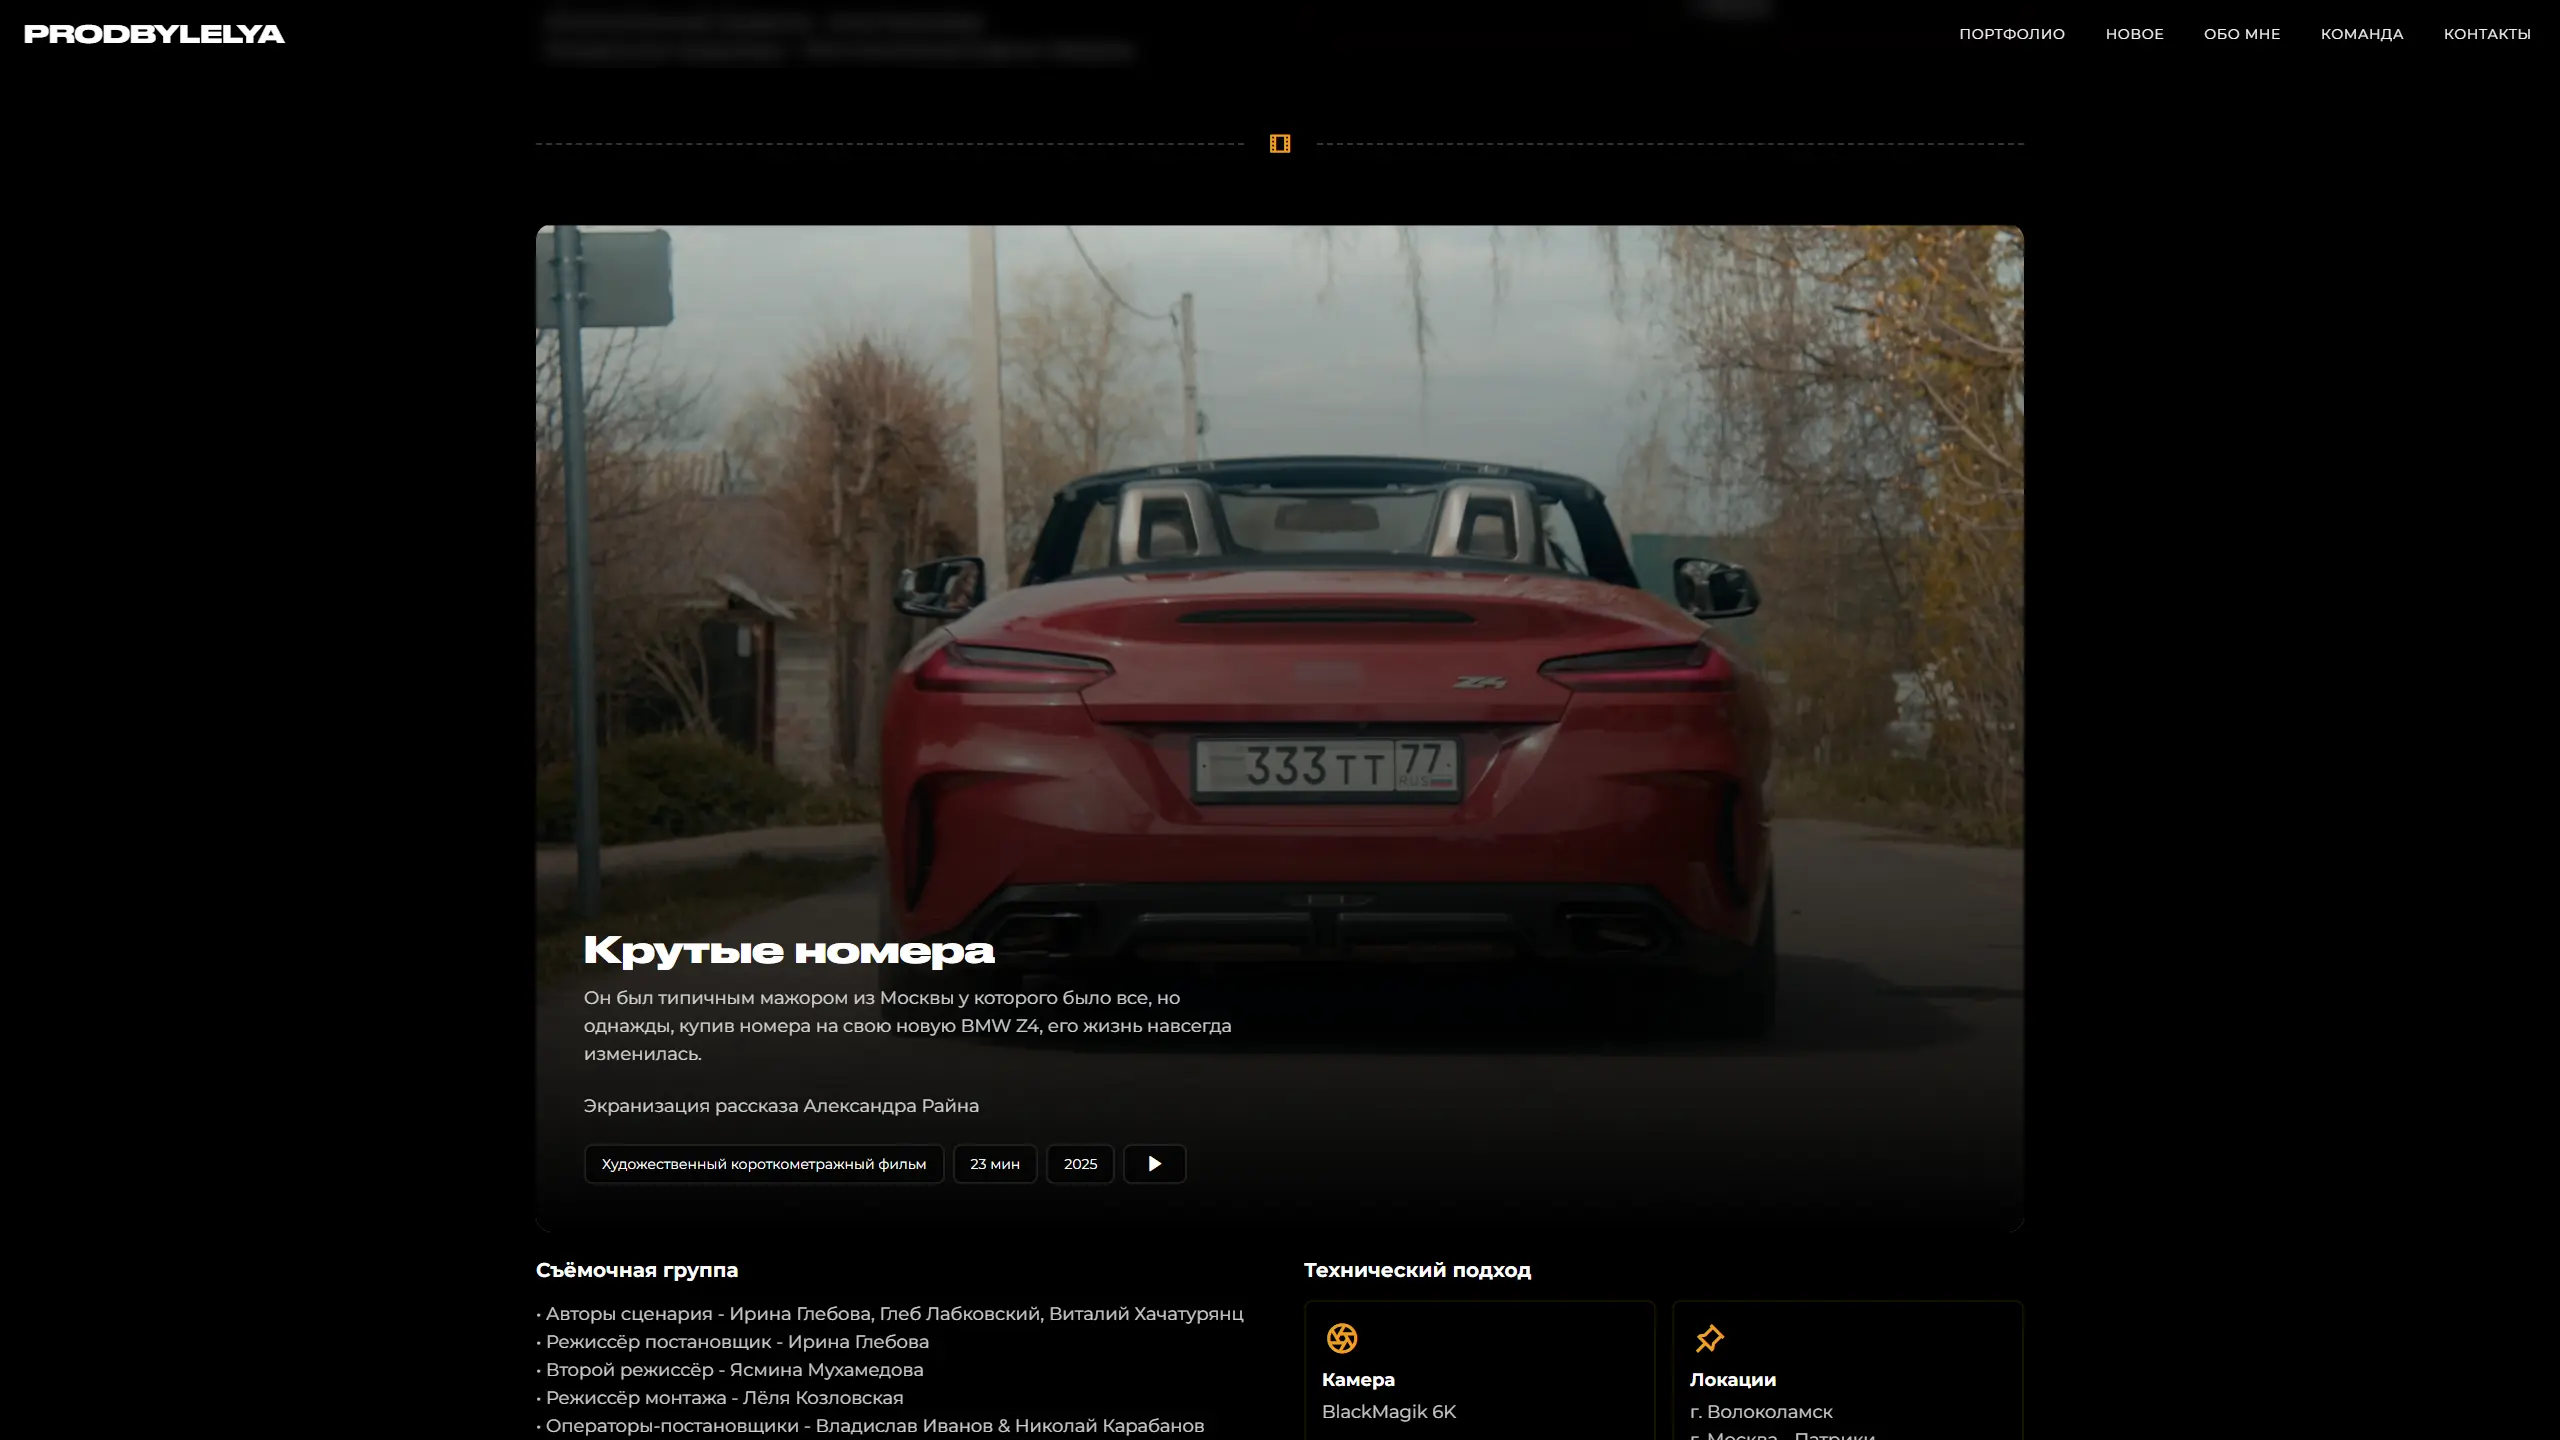 PRODBYLELYA
ПОРТФОЛИО
НОВОЕ
ОБО МНЕ
КОМАНДА
КОНТАКТЫ
Z4
333 ТТ 77
RUS
Крутые номера
Он был типичным мажором из Москвы у которого было все, но
однажды, купив номера на свою новую BMW Z4, его жизнь навсегда
изменилась.
Экранизация рассказа Александра Райна
Художественный короткометражный фильм
23 мин
2025
Съёмочная группа
• Авторы сценария - Ирина Глебова, Глеб Лабковский, Виталий Хачатурянц
• Режиссёр постановщик - Ирина Глебова
• Второй режиссёр - Ясмина Мухамедова
• Режиссёр монтажа - Лёля Козловская
• Операторы-постановщики - Владислав Иванов & Николай Карабанов
Технический подход
Камера
BlackMagik 6K
Локации
г. Волоколамск
г. Москва - Патрики